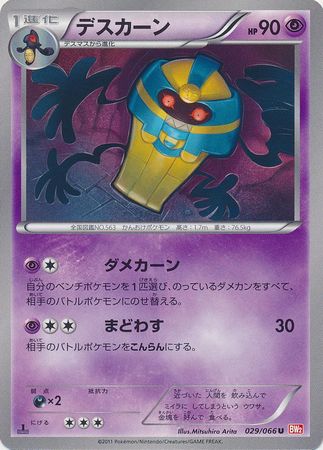 1進化 デスカーン HP90
デスマスから進化
全国図鑑NO.563 かんおけポケモン 高さ:1.7m 重さ:76.5kg
ダメカーン
自分のベンチポケモンを1匹選び、のっているダメカンをすべて、
相手のバトルポケモンにのせ替える。
まどわす 30
相手のバトルポケモンをこんらんにする。
弱点 抵抗力
×2
にげる
近づいた 人間を 飲み込んで
ミイラに してしまうという ウワサ。
金塊を 好んで 食べる。
Illus.Mitsuhiro Arita 029/066 U BW2
©2011 Pokémon/Nintendo/Creatures/GAME FREAK.